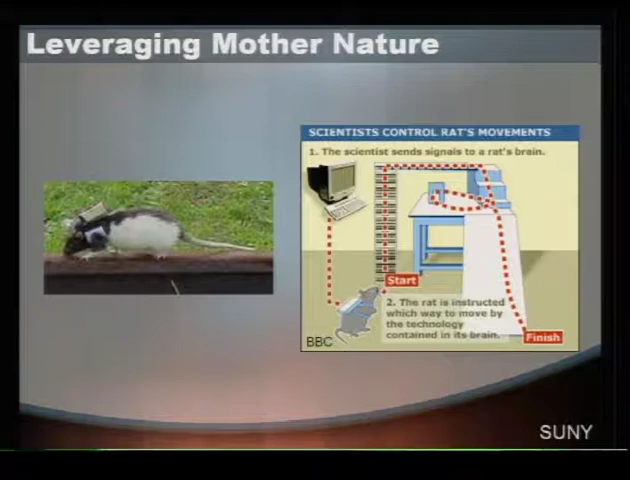 Leveraging Mother Nature
SCIENTISTS CONTROL RAT'S MOVEMENTS
1. The scientist sends signals to a rat's brain.
Start
2. The rat is instructed
which way to move by
the technology
contained in its brain.
Finish
BBC
SUNY